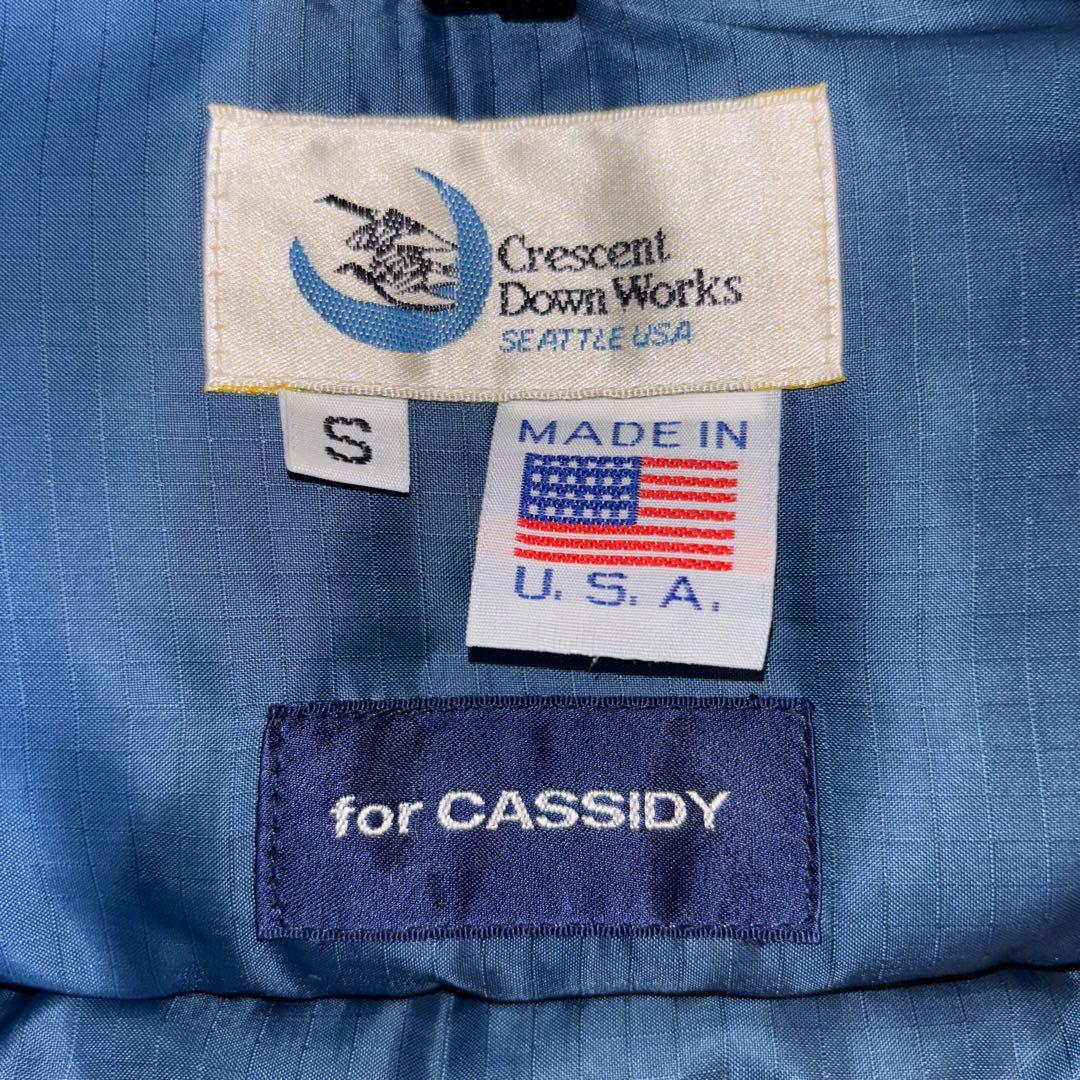 Crescent
Down Works
SEATTLE USA
S
MADE IN
U.S.A.
for CASSIDY